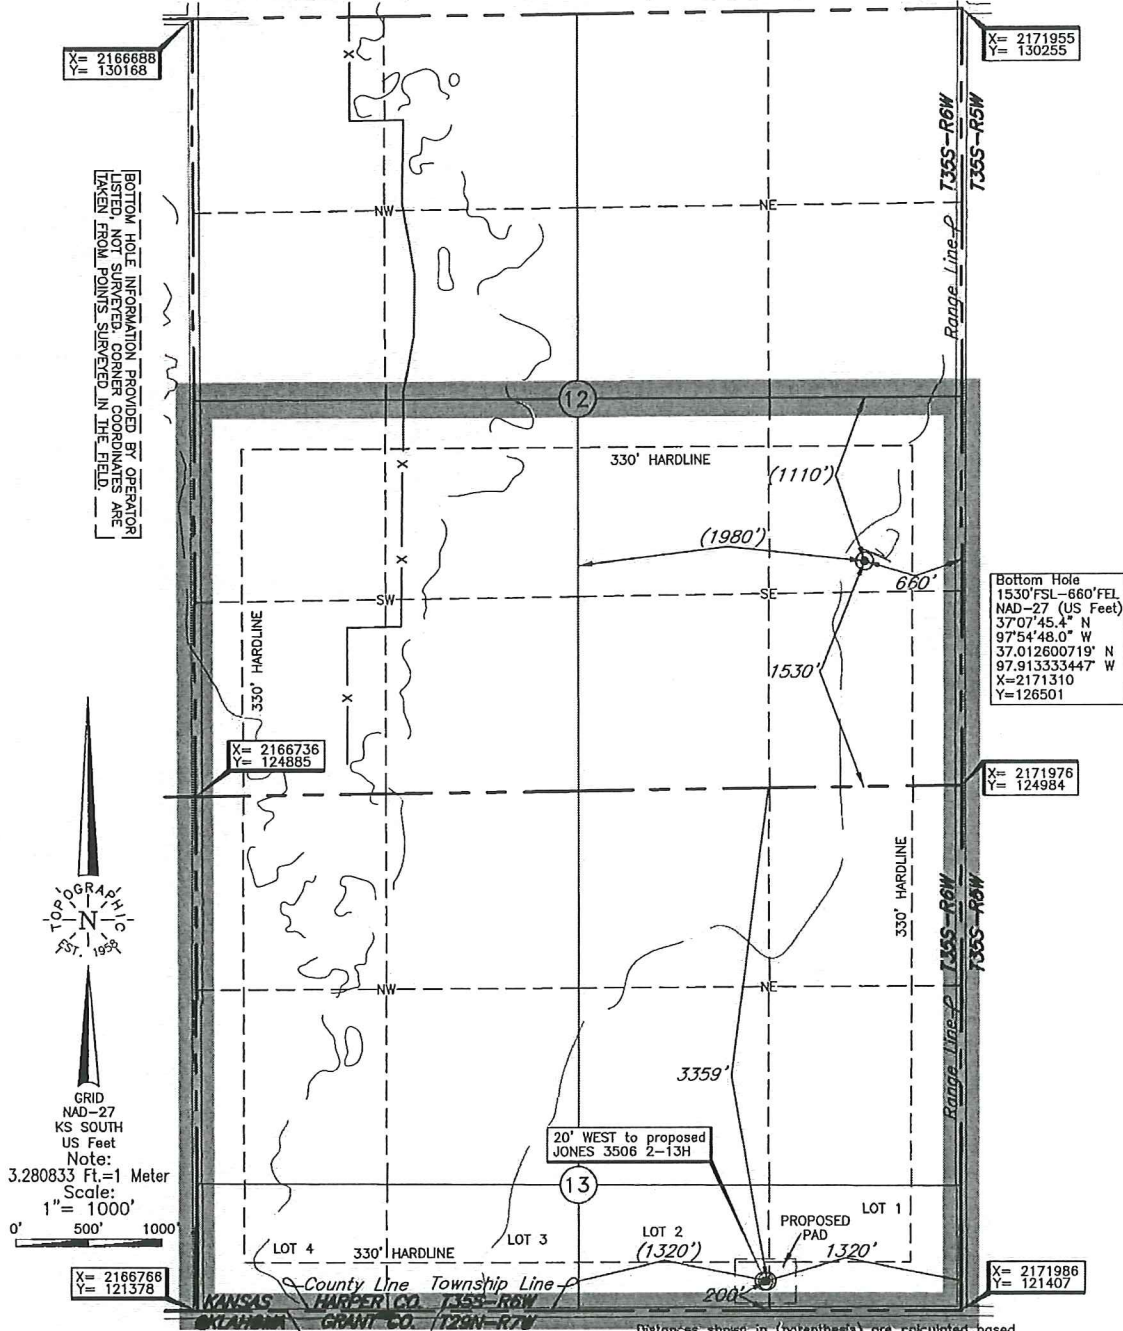 X= 2166688
Y= 130168
X= 2171955
Y= 130255
T35S-R6W
T35S-R5W
BOTTOM HOLE INFORMATION PROVIDED BY OPERATOR
LISTED, NOT SURVEYED. CORNER COORDINATES ARE
TAKEN FROM POINTS SURVEYED IN THE FIELD.
X
NW
NE
Range Line
12
330' HARDLINE
(1110')
X
(1980')
X
660'
SW
SE
330' HARDLINE
1530'
X
Bottom Hole
1530'FSL-660'FEL
NAD-27 (US Feet)
37°07'45.4" N
97°54'48.0" W
37.012600719° N
97.913333447° W
X=2171310
Y=126501
X= 2166736
Y= 124885
X= 2171976
Y= 124984
330' HARDLINE
TOPOGRAPHIC
N
EST. 1958
T35S-R6W
T35S-R5W
NW
NE
Range Line
3359'
GRID
NAD-27
KS SOUTH
US Feet
Note:
3.280833 Ft.=1 Meter
Scale:
1"= 1000'
0' 500' 1000'
20' WEST to proposed
JONES 3506 2-13H
13
LOT 1
PROPOSED
PAD
LOT 2
LOT 3
LOT 4
330' HARDLINE
(1320')
1320'
200'
X= 2166766
Y= 121378
X= 2171986
Y= 121407
County Line Township Line
KANSAS HARPER CO. T35S-R6W
OKLAHOMA GRANT CO. T29N-R7W
Distances shown in (parenthesis) are calculated based